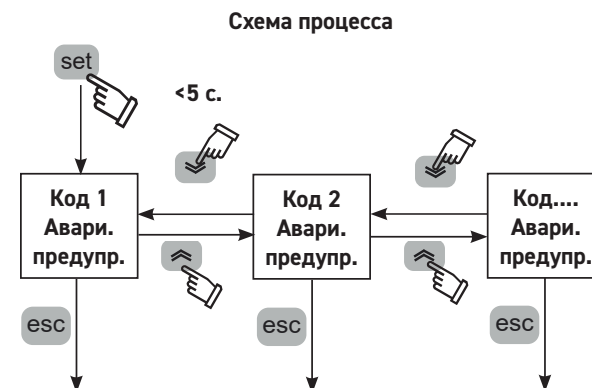 Схема процесса
set
<5 с.
Код 1
Авари.
предупр.
Код 2
Авари.
предупр.
Код....
Авари.
предупр.
esc
esc
esc